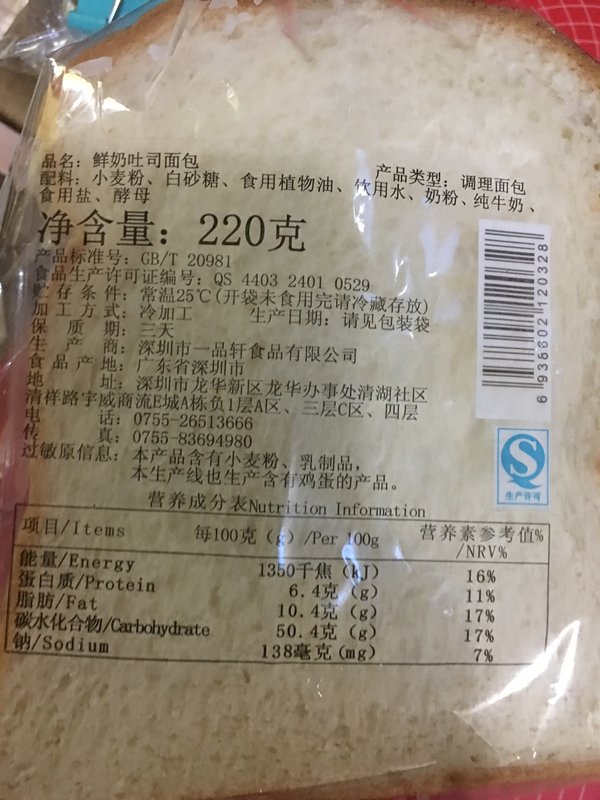 品名：鲜奶吐司面包 产品类型：调理面包
配料：小麦粉、白砂糖、食用植物油、饮用水、奶粉、纯牛奶、
食用盐、酵母
净含量：220克
产品标准号：GB/T 20981
食品生产许可证编号：QS 4403 2401 0529
贮存条件：常温25℃(开袋未食用完请冷藏存放)
加工方式：冷加工 生产日期：请见包装袋
保质期：三天
生产商：深圳市一品轩食品有限公司
食品产地：广东省深圳市
地址：深圳市龙华新区龙华办事处清湖社区
清祥路宇威商流E城A栋负1层A区、三层C区、四层
电话：0755-26513666
传真：0755-83694980
过敏原信息：本产品含有小麦粉、乳制品，
本生产线也生产含有鸡蛋的产品。
6 938602 120328
生产许可
营养成分表Nutrition Information
项目/Items 每100克（g）/Per 100g 营养素参考值%
/NRV%
能量/Energy 1350千焦（kJ） 16%
蛋白质/Protein 6.4克（g） 11%
脂肪/Fat 10.4克（g） 17%
碳水化合物/Carbohydrate 50.4克（g） 17%
钠/Sodium 138毫克(mg) 7%